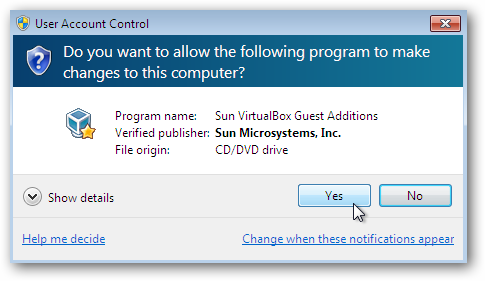 User Account Control
Do you want to allow the following program to make
changes to this computer?
Program name: Sun VirtualBox Guest Additions
Verified publisher: Sun Microsystems, Inc.
File origin: CD/DVD drive
Show details Yes No
Help me decide Change when these notifications appear